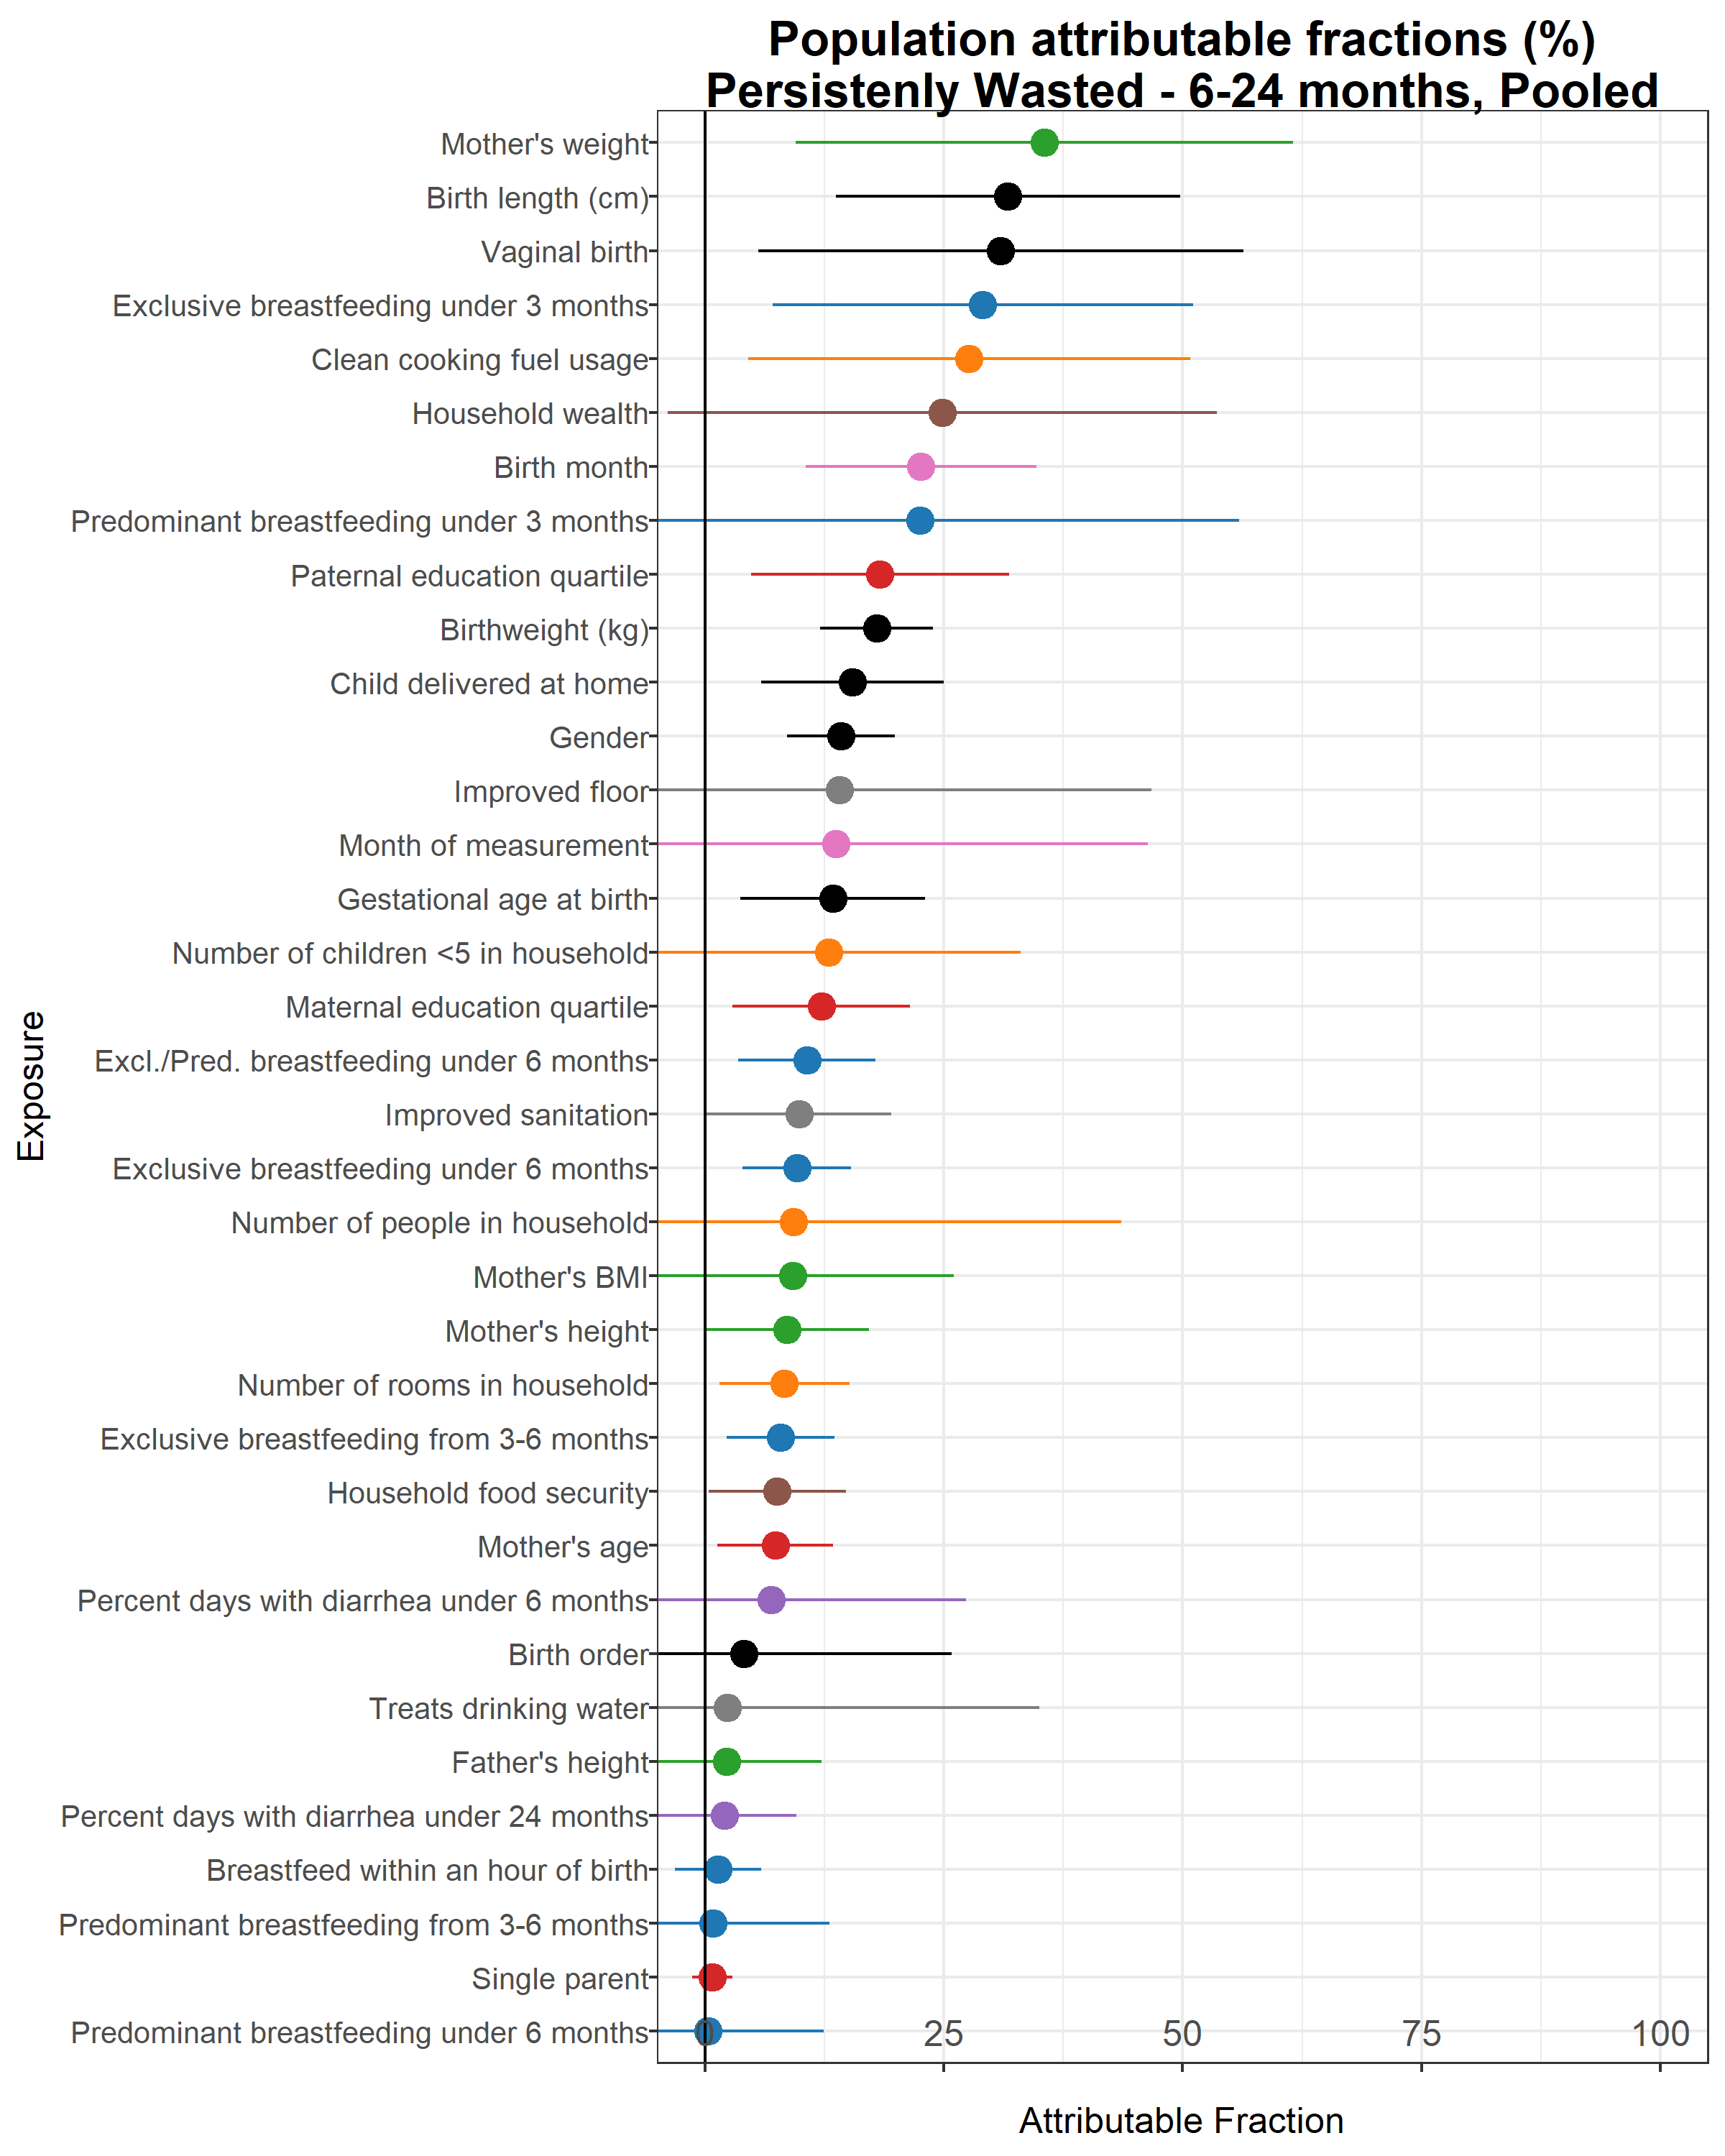 Population attributable fractions (%)
Persistenly Wasted - 6-24 months, Pooled
Mother's weight
Birth length (cm)
Vaginal birth
Exclusive breastfeeding under 3 months
Clean cooking fuel usage
Household wealth
Birth month
Predominant breastfeeding under 3 months
Paternal education quartile
Birthweight (kg)
Child delivered at home
Gender
Improved floor
Month of measurement
Gestational age at birth
Number of children <5 in household
Maternal education quartile
Excl./Pred. breastfeeding under 6 months
Improved sanitation
Exclusive breastfeeding under 6 months
Number of people in household
Mother's BMI
Mother's height
Number of rooms in household
Exclusive breastfeeding from 3-6 months
Household food security
Mother's age
Percent days with diarrhea under 6 months
Birth order
Treats drinking water
Father's height
Percent days with diarrhea under 24 months
Breastfeed within an hour of birth
Predominant breastfeeding from 3-6 months
Single parent
Predominant breastfeeding under 6 months
Exposure
0 25 50 75 100
Attributable Fraction